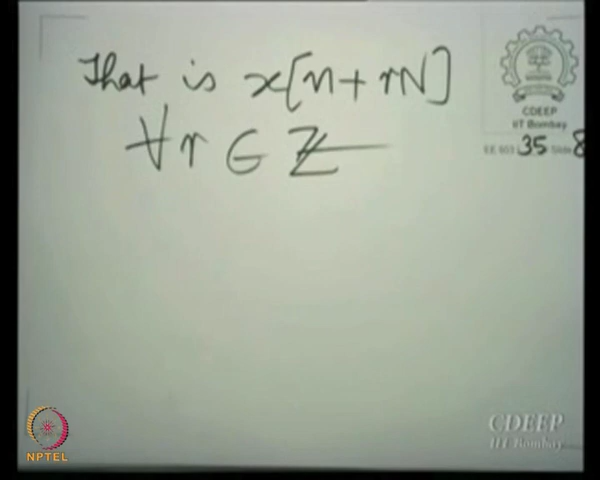 That is x[n+rN]
∀ r ∈ ℤ
CDEEP
IIT Bombay
EE 603 L 35 Slide 8
NPTEL
CDEEP
IIT Bombay